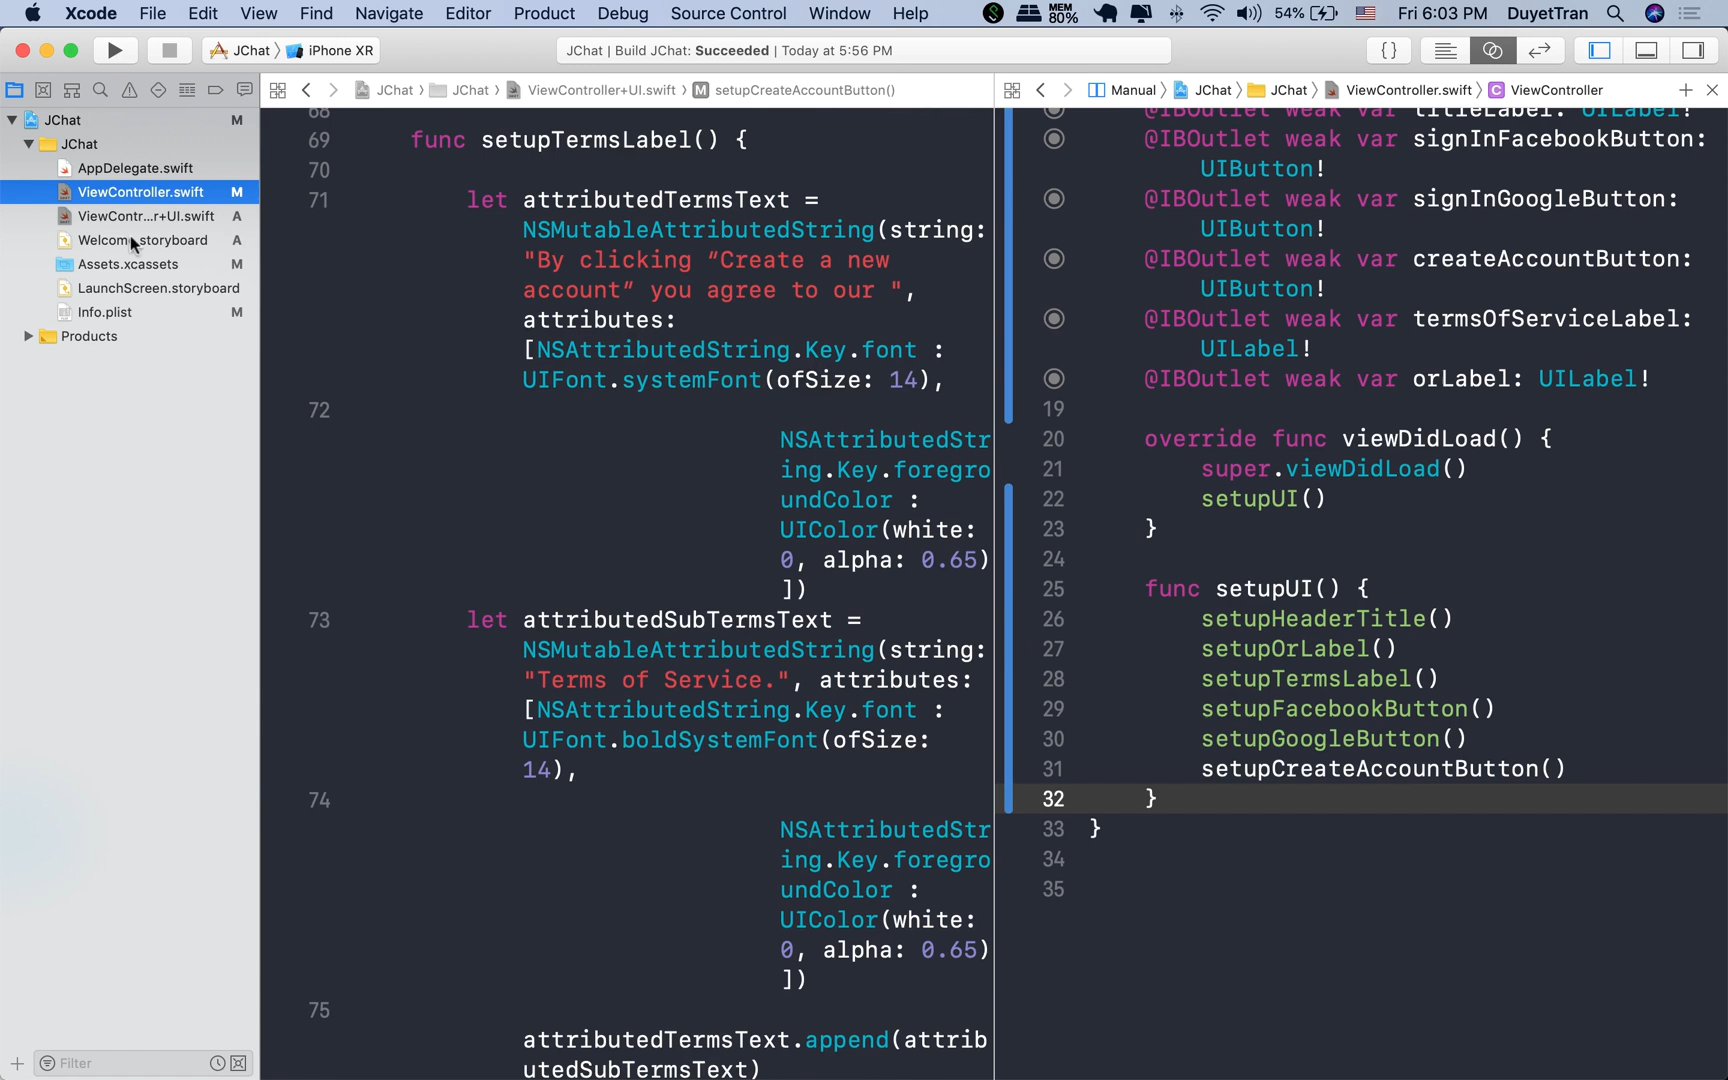 Xcode File Edit View Find Navigate Editor Product Debug Source Control Window Help MEM 80% 54% Fri 6:03 PM DuyetTran
JChat iPhone XR JChat | Build JChat: Succeeded | Today at 5:56 PM {}
JChat JChat ViewController+UI.swift M setupCreateAccountButton()
Manual JChat JChat ViewController.swift C ViewController
JChat M
JChat
AppDelegate.swift
ViewController.swift M
ViewContr...r+UI.swift A
Welcom storyboard A
Assets.xcassets M
LaunchScreen.storyboard
Info.plist M
Products
Filter
68
69 func setupTermsLabel() {
70
71 let attributedTermsText =
NSMutableAttributedString(string:
"By clicking “Create a new
account” you agree to our ",
attributes:
[NSAttributedString.Key.font :
UIFont.systemFont(ofSize: 14),
72
NSAttributedStr
ing.Key.foregro
undColor :
UIColor(white:
0, alpha: 0.65)
])
73 let attributedSubTermsText =
NSMutableAttributedString(string:
"Terms of Service.", attributes:
[NSAttributedString.Key.font :
UIFont.boldSystemFont(ofSize:
14),
74
NSAttributedStr
ing.Key.foregro
undColor :
UIColor(white:
0, alpha: 0.65)
])
75
attributedTermsText.append(attrib
utedSubTermsText)
@IBOutlet weak var titleLabel: UILabel!
@IBOutlet weak var signInFacebookButton:
UIButton!
@IBOutlet weak var signInGoogleButton:
UIButton!
@IBOutlet weak var createAccountButton:
UIButton!
@IBOutlet weak var termsOfServiceLabel:
UILabel!
@IBOutlet weak var orLabel: UILabel!
19
20 override func viewDidLoad() {
21 super.viewDidLoad()
22 setupUI()
23 }
24
25 func setupUI() {
26 setupHeaderTitle()
27 setupOrLabel()
28 setupTermsLabel()
29 setupFacebookButton()
30 setupGoogleButton()
31 setupCreateAccountButton()
32 }
33 }
34
35